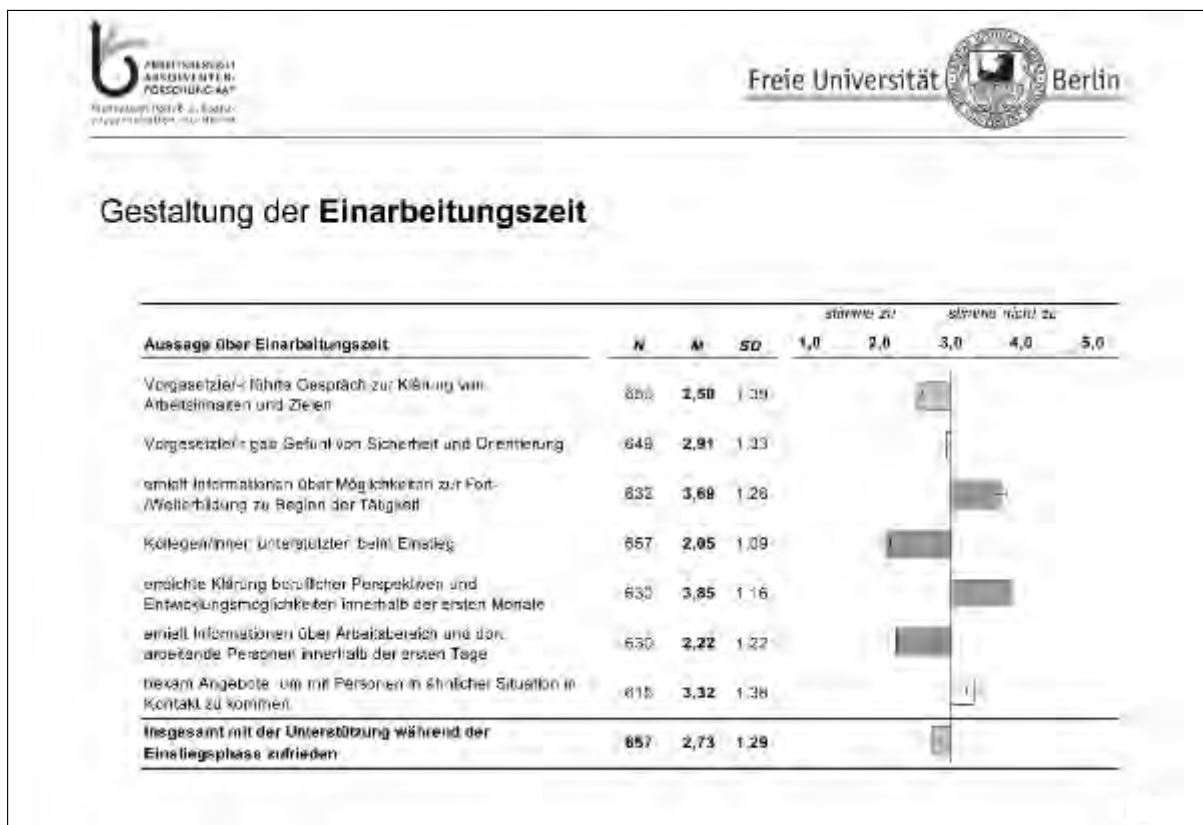 ARBEITSBEREICH
ABSOLVENTEN-
FORSCHUNG
Freie Universität Berlin
Gestaltung der Einarbeitungszeit
stimme zu stimme nicht zu
Aussage über Einarbeitungszeit N M SD 1,0 2,0 3,0 4,0 5,0
Vorgesetzte/r führte Gespräch zur Klärung von
Arbeitsinhalten und Zielen 2,50 1.39
Vorgesetzte/r gab Gefühl von Sicherheit und Orientierung 649 2,91 1.33
erhielt Informationen über Möglichkeiten zur Fort-
/Weiterbildung zu Beginn der Tätigkeit 632 3,69 1.26
Kollegen/innen unterstützten beim Einstieg 657 2,05 1.09
erreichte Klärung beruflicher Perspektiven und
Entwicklungsmöglichkeiten innerhalb der ersten Monate 630 3,85 1.16
erhielt Informationen über Arbeitsbereich und dort
arbeitende Personen innerhalb der ersten Tage 630 2,22 1.22
bekam Angebote um mit Personen in ähnlicher Situation in
Kontakt zu kommen 3,32 1.36
Insgesamt mit der Unterstützung während der
Einstiegsphase zufrieden 657 2,73 1.29